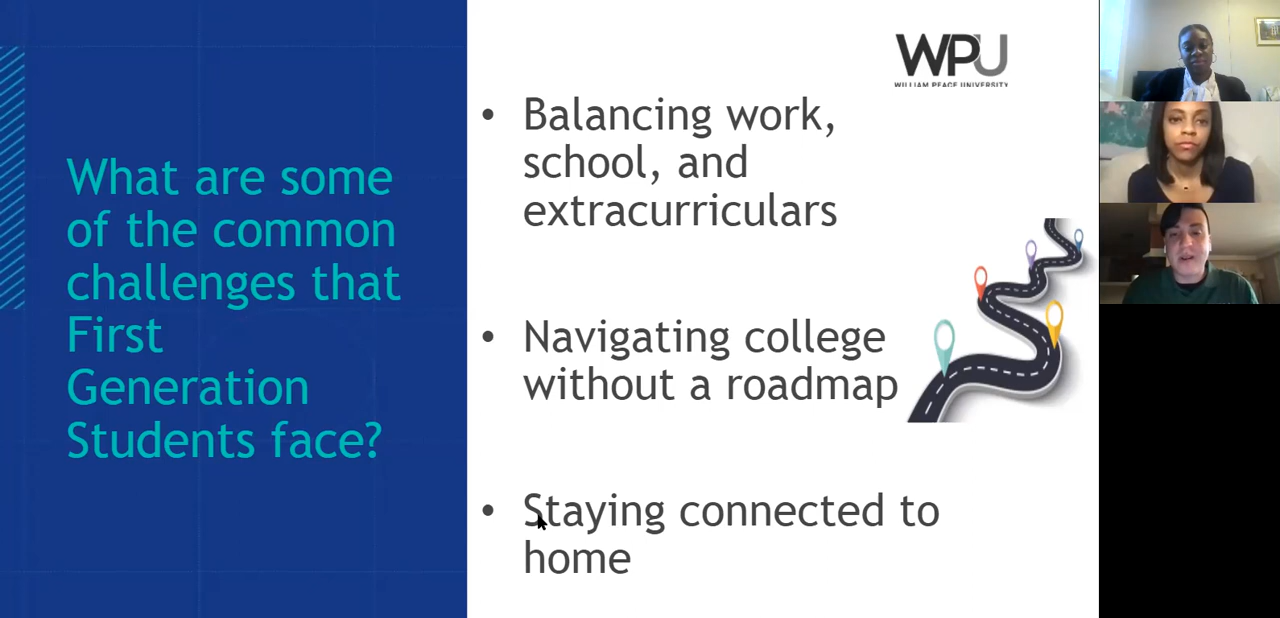 What are some
of the common
challenges that
First
Generation
Students face?
WPU
WILLIAM PEACE UNIVERSITY
• Balancing work,
school, and
extracurriculars
• Navigating college
without a roadmap
• Staying connected to
home